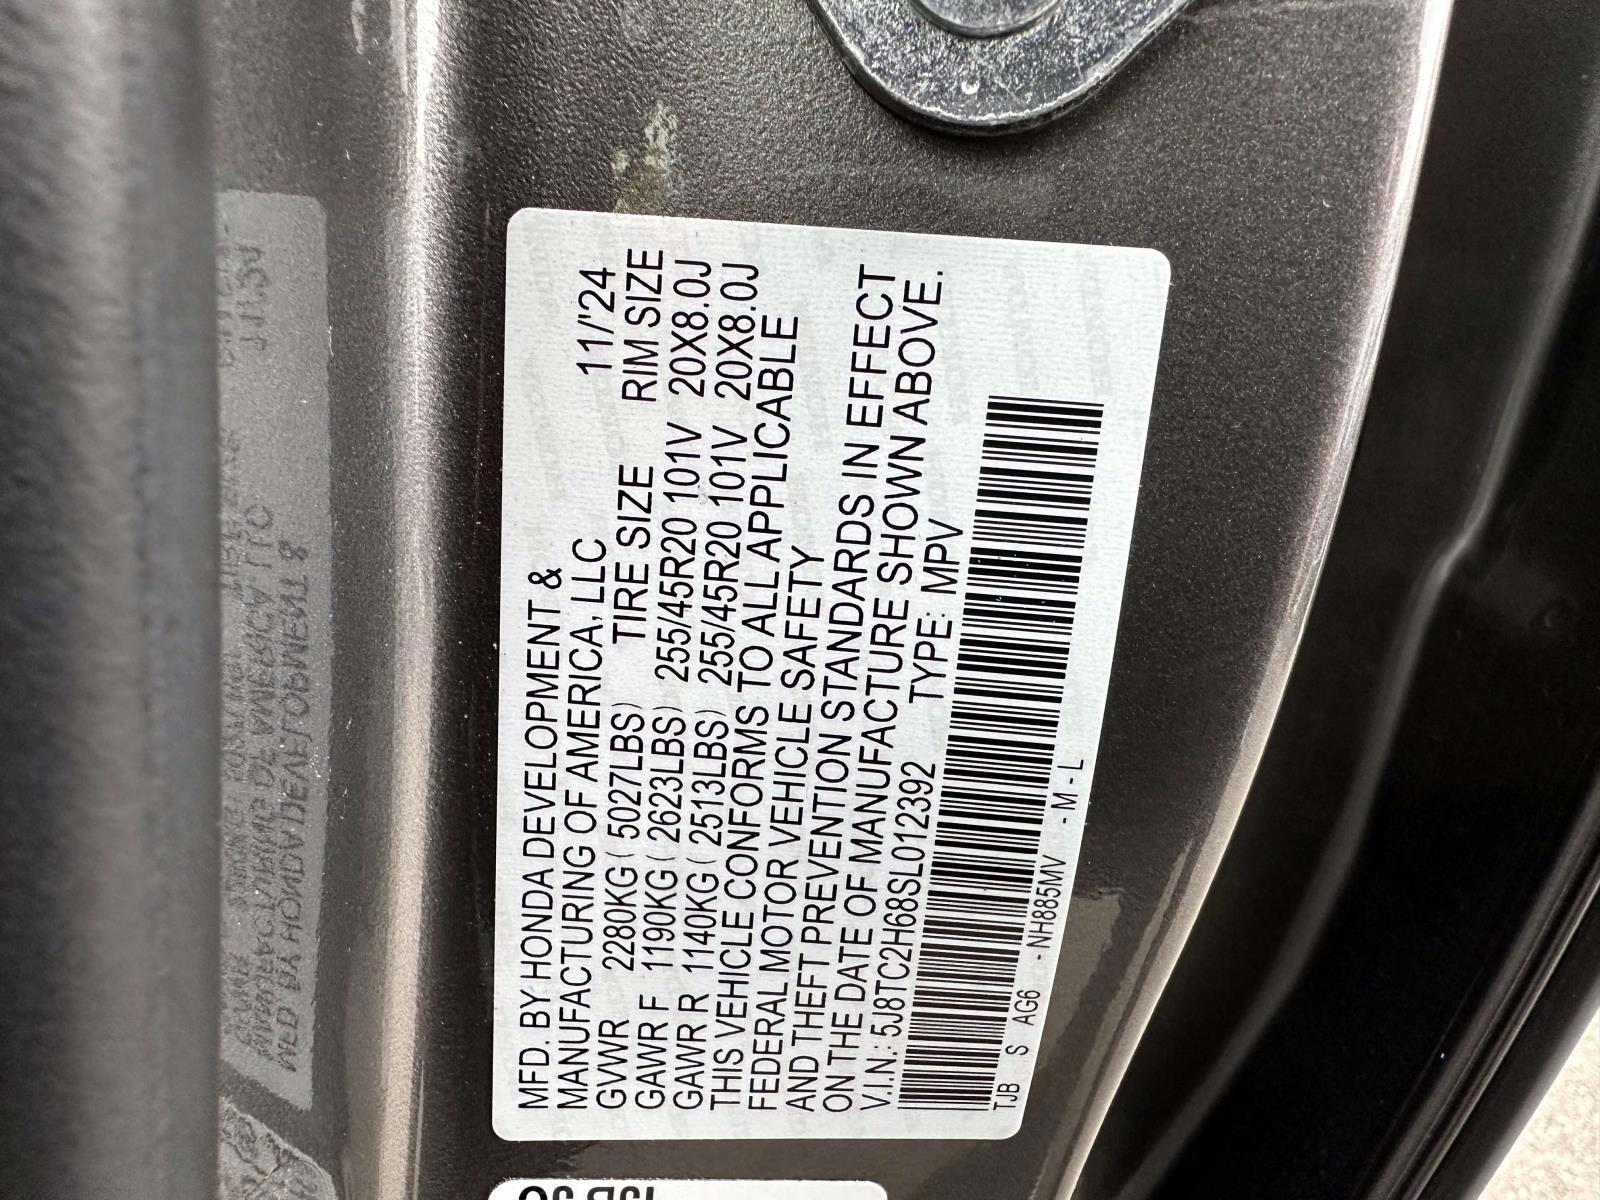 MFD. BY HONDA DEVELOPMENT &
MANUFACTURING OF AMERICA, LLC 11/'24
GVWR 2280KG ( 5027LBS) TIRE SIZE RIM SIZE
GAWR F 1190KG ( 2623LBS) 255/45R20 101V 20X8.0J
GAWR R 1140KG ( 2513LBS) 255/45R20 101V 20X8.0J
THIS VEHICLE CONFORMS TO ALL APPLICABLE
FEDERAL MOTOR VEHICLE SAFETY
AND THEFT PREVENTION STANDARDS IN EFFECT
ON THE DATE OF MANUFACTURE SHOWN ABOVE.
V.I.N.: 5J8TC2H68SL012392 TYPE: MPV
TJB S AG6 - NH885MV - M - L